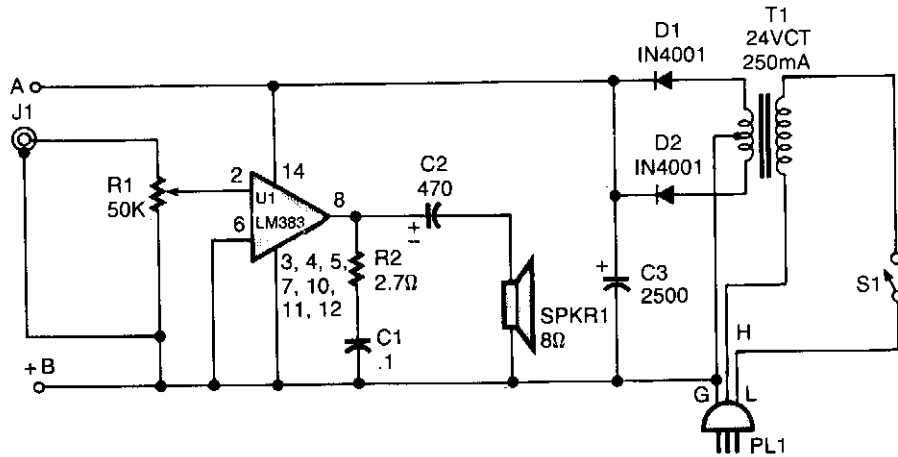 A
J1
R1
50K
2
14
U1
LM383
6
8
3, 4, 5,
7, 10,
11, 12
R2
2.7Ω
C1
.1
C2
470
+
−
SPKR1
8Ω
+
C3
2500
D1
IN4001
D2
IN4001
T1
24VCT
250mA
S1
H
G
L
PL1
+B